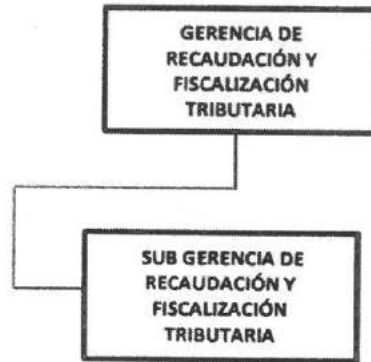 GERENCIA DE
RECAUDACIÓN Y
FISCALIZACIÓN
TRIBUTARIA
SUB GERENCIA DE
RECAUDACIÓN Y
FISCALIZACIÓN
TRIBUTARIA